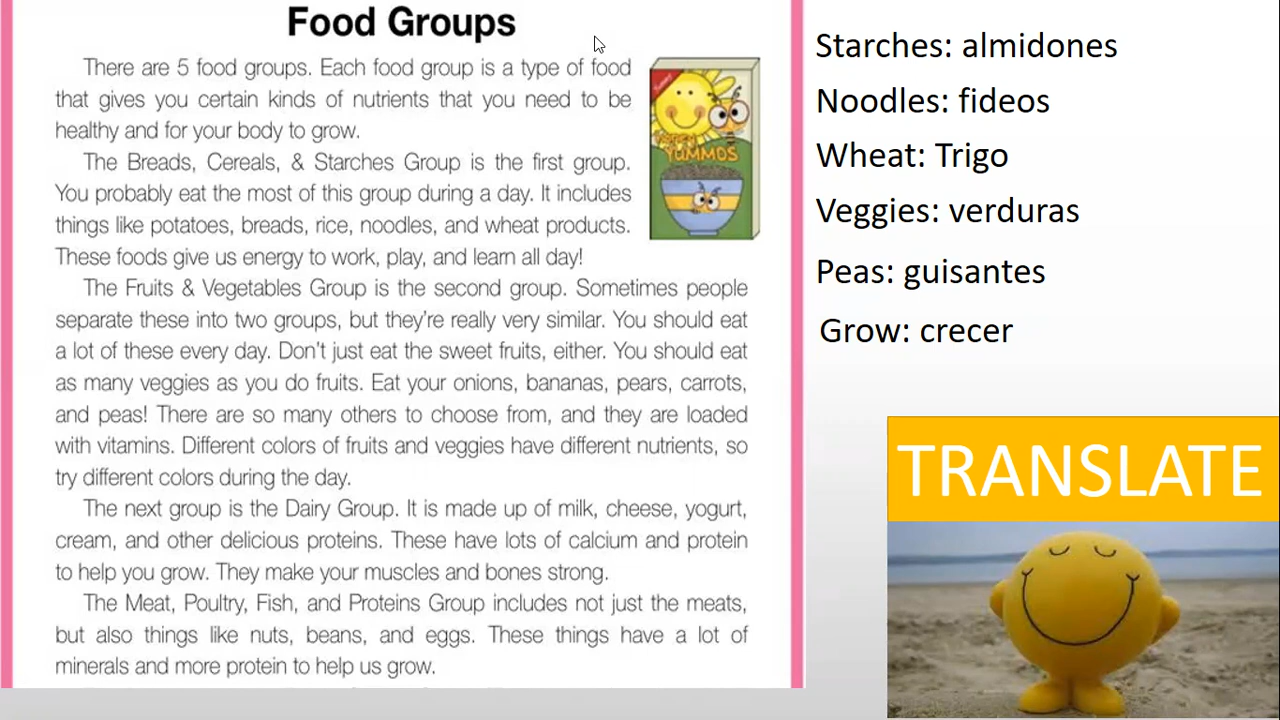 Food Groups
There are 5 food groups. Each food group is a type of food
that gives you certain kinds of nutrients that you need to be
healthy and for your body to grow.
The Breads, Cereals, & Starches Group is the first group.
You probably eat the most of this group during a day. It includes
things like potatoes, breads, rice, noodles, and wheat products.
These foods give us energy to work, play, and learn all day!
The Fruits & Vegetables Group is the second group. Sometimes people
separate these into two groups, but they're really very similar. You should eat
a lot of these every day. Don't just eat the sweet fruits, either. You should eat
as many veggies as you do fruits. Eat your onions, bananas, pears, carrots,
and peas! There are so many others to choose from, and they are loaded
with vitamins. Different colors of fruits and veggies have different nutrients, so
try different colors during the day.
The next group is the Dairy Group. It is made up of milk, cheese, yogurt,
cream, and other delicious proteins. These have lots of calcium and protein
to help you grow. They make your muscles and bones strong.
The Meat, Poultry, Fish, and Proteins Group includes not just the meats,
but also things like nuts, beans, and eggs. These things have a lot of
minerals and more protein to help us grow.
YUMMOS
Starches: almidones
Noodles: fideos
Wheat: Trigo
Veggies: verduras
Peas: guisantes
Grow: crecer
TRANSLATE